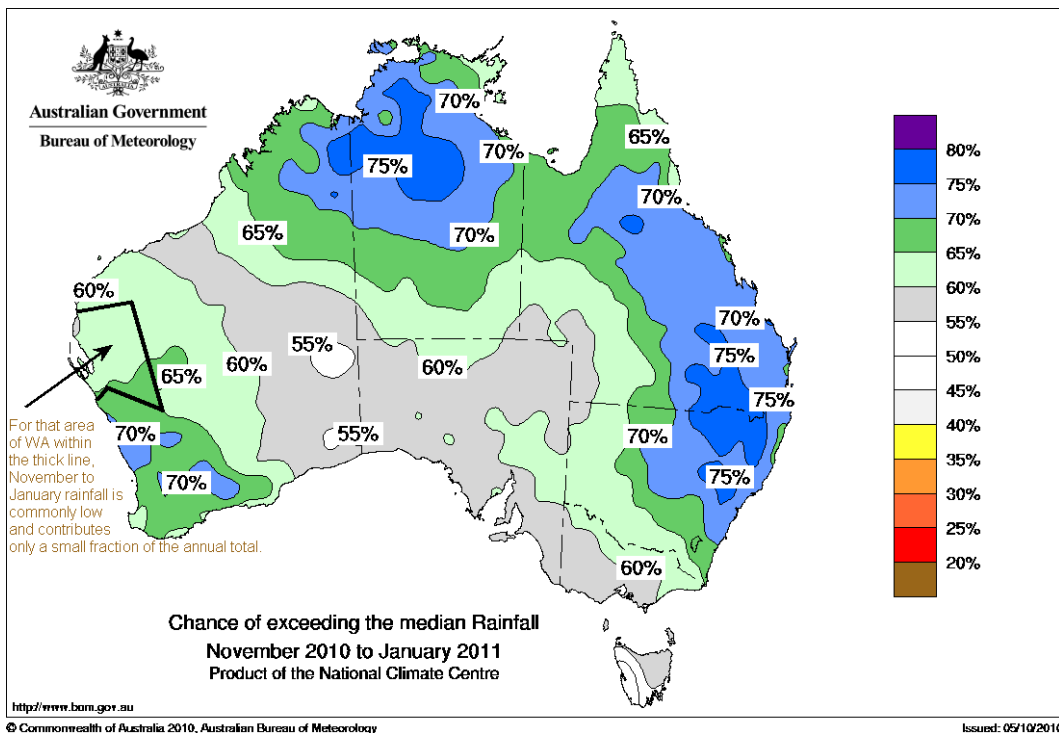 Australian Government
Bureau of Meteorology
70%
65%
70%
75%
70%
70%
65%
60%
55%
60%
60%
65%
70%
75%
75%
70%
55%
70%
70%
75%
60%
80%
75%
70%
65%
60%
55%
50%
45%
40%
35%
30%
25%
20%
For that area
of WA within
the thick line,
November to
January rainfall is
commonly low
and contributes
only a small fraction of the annual total.
Chance of exceeding the median Rainfall
November 2010 to January 2011
Product of the National Climate Centre
http://www.bom.gov.au
© Commonwealth of Australia 2010, Australian Bureau of Meteorology
Issued: 05/10/2010